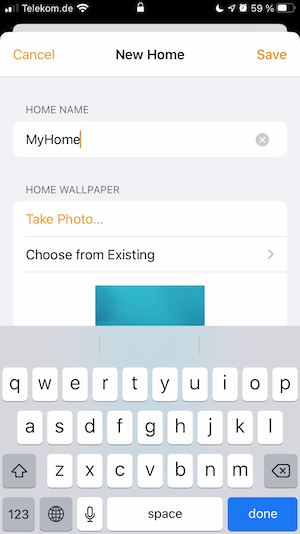 Telekom.de 59 %
Cancel New Home Save
HOME NAME
MyHome
HOME WALLPAPER
Take Photo...
Choose from Existing
q w e r t y u i o p
a s d f g h j k l
z x c v b n m
123 space done